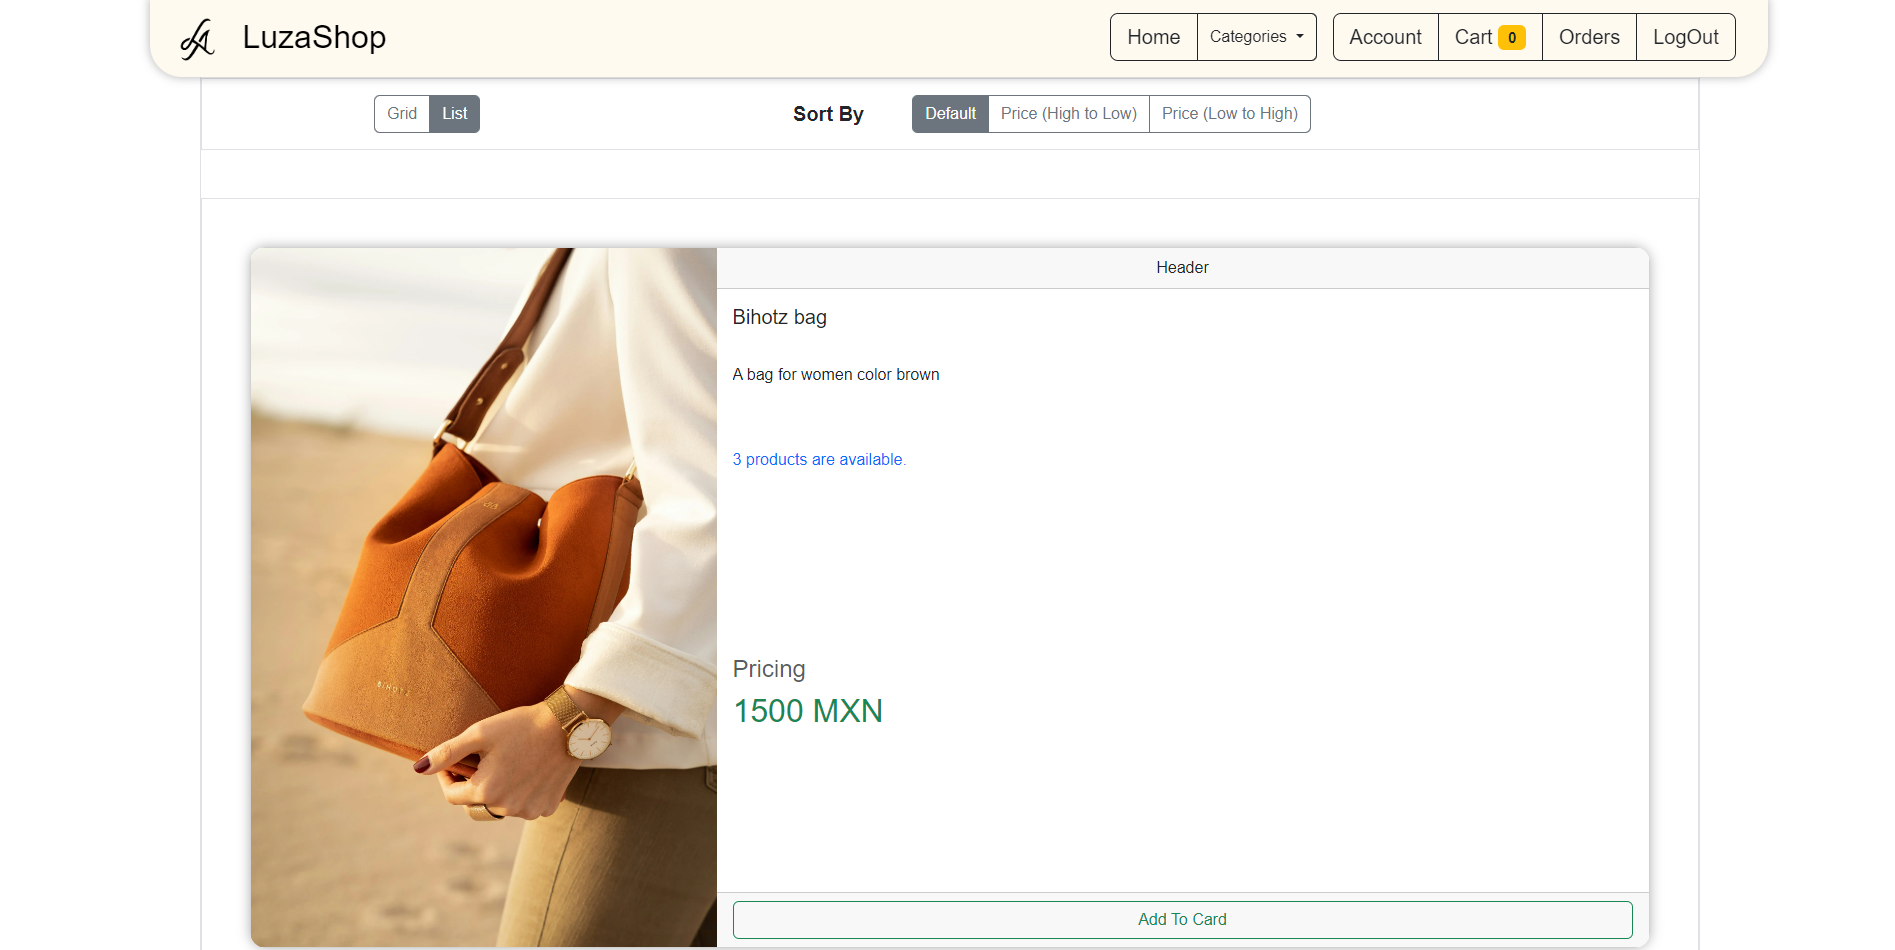 LuzaShop
Home
Categories
Account
Cart 0
Orders
LogOut
Grid
List
Sort By
Default
Price (High to Low)
Price (Low to High)
Header
Bihotz bag
A bag for women color brown
3 products are available.
Pricing
1500 MXN
Add To Card
BIHOTZ